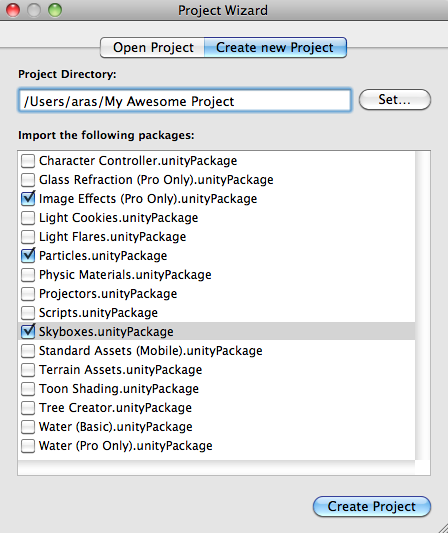 Project Wizard
Open Project Create new Project
Project Directory:
/Users/aras/My Awesome Project Set...
Import the following packages:
Character Controller.unityPackage
Glass Refraction (Pro Only).unityPackage
Image Effects (Pro Only).unityPackage
Light Cookies.unityPackage
Light Flares.unityPackage
Particles.unityPackage
Physic Materials.unityPackage
Projectors.unityPackage
Scripts.unityPackage
Skyboxes.unityPackage
Standard Assets (Mobile).unityPackage
Terrain Assets.unityPackage
Toon Shading.unityPackage
Tree Creator.unityPackage
Water (Basic).unityPackage
Water (Pro Only).unityPackage
Create Project